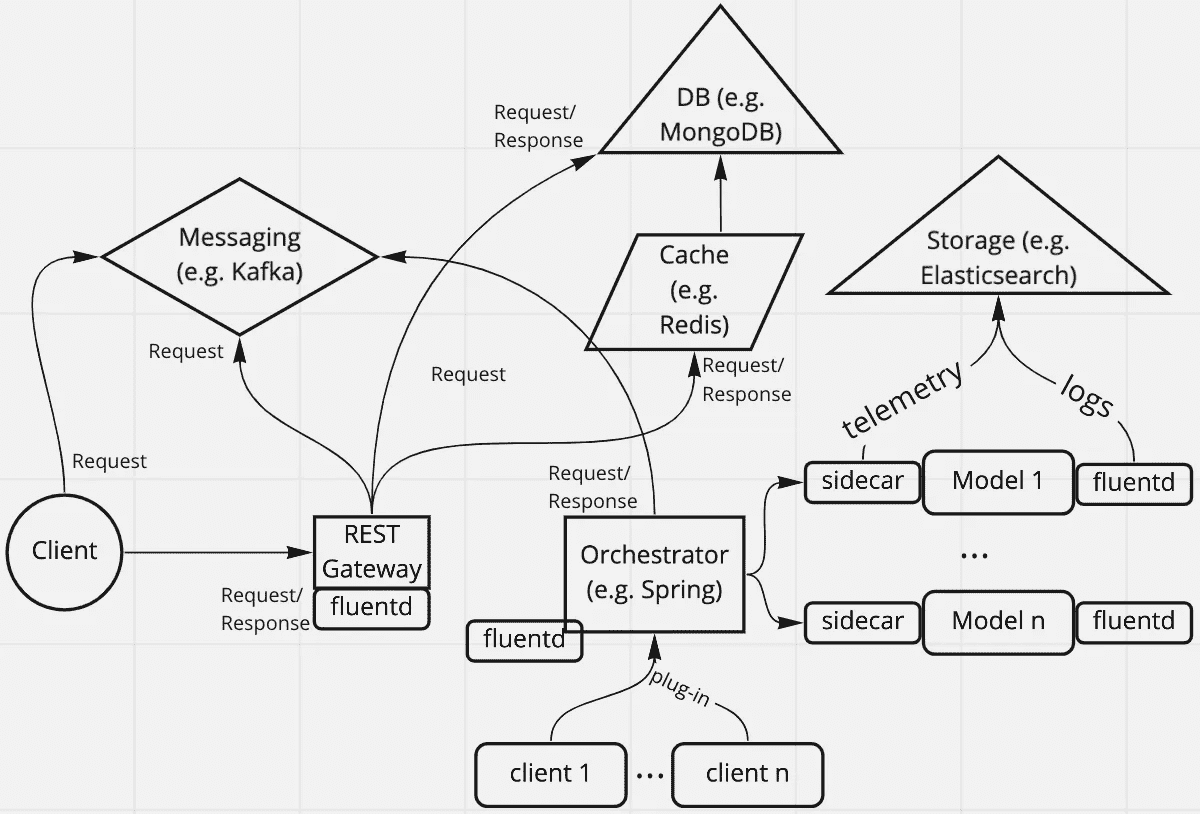 Request/
Response
DB (e.g.
MongoDB)
Messaging
(e.g. Kafka)
Cache
(e.g.
Redis)
Storage (e.g.
Elasticsearch)
Request
Request
Request/
Response
telemetry
logs
Request
Request/
Response
sidecar
Model 1
fluentd
Client
REST
Gateway
fluentd
Request/
Response
Orchestrator
(e.g. Spring)
fluentd
...
sidecar
Model n
fluentd
plug-in
client 1
...
client n